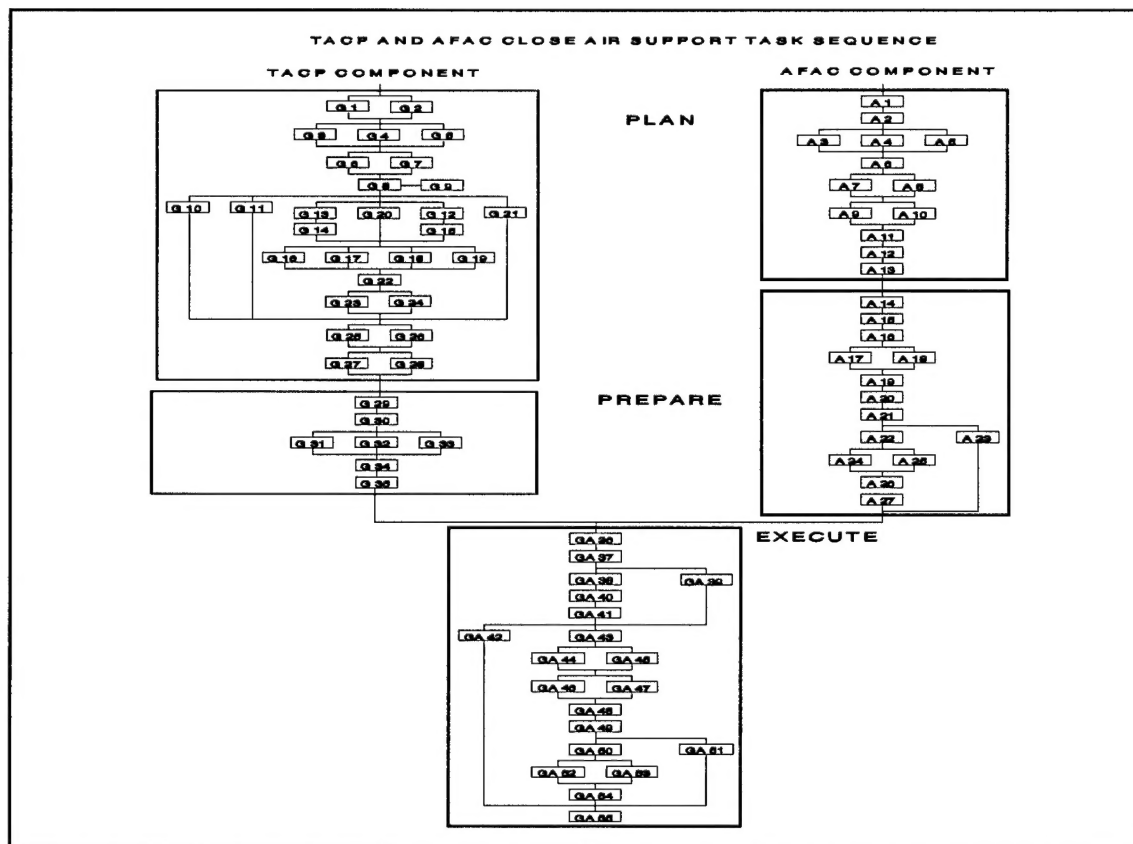 TACP AND AFAC CLOSE AIR SUPPORT TASK SEQUENCE
TACP COMPONENT
AFAC COMPONENT
PLAN
G 1 G 2
G 3 G 4 G 5
G 6 G 7
G 8 G 9
G 10 G 11 G 13 G 20 G 12 G 21
G 14 G 15
G 16 G 17 G 18 G 19
G 22
G 23 G 24
G 25 G 26
G 27 G 28
A 1
A 2
A 3 A 4 A 5
A 6
A 7 A 8
A 9 A 10
A 11
A 12
A 13
PREPARE
G 29
G 30
G 31 G 32 G 33
G 34
G 35
A 14
A 15
A 16
A 17 A 18
A 19
A 20
A 21
A 22 A 23
A 24 A 25
A 26
A 27
EXECUTE
GA 36
GA 37
GA 38 GA 39
GA 40
GA 41
GA 42 GA 43
GA 44 GA 45
GA 46 GA 47
GA 48
GA 49
GA 50 GA 51
GA 52 GA 53
GA 54
GA 55